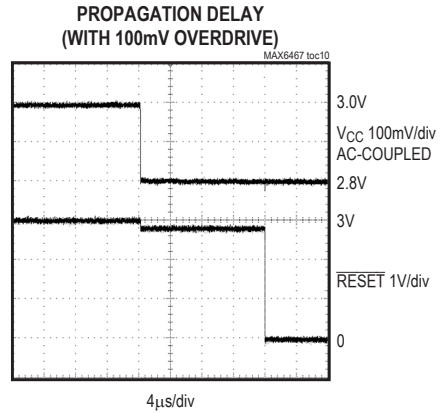 PROPAGATION DELAY
(WITH 100mV OVERDRIVE)
MAX6467 toc10
3.0V
VCC 100mV/div
AC-COUPLED
2.8V
3V
RESET 1V/div
0
4μs/div